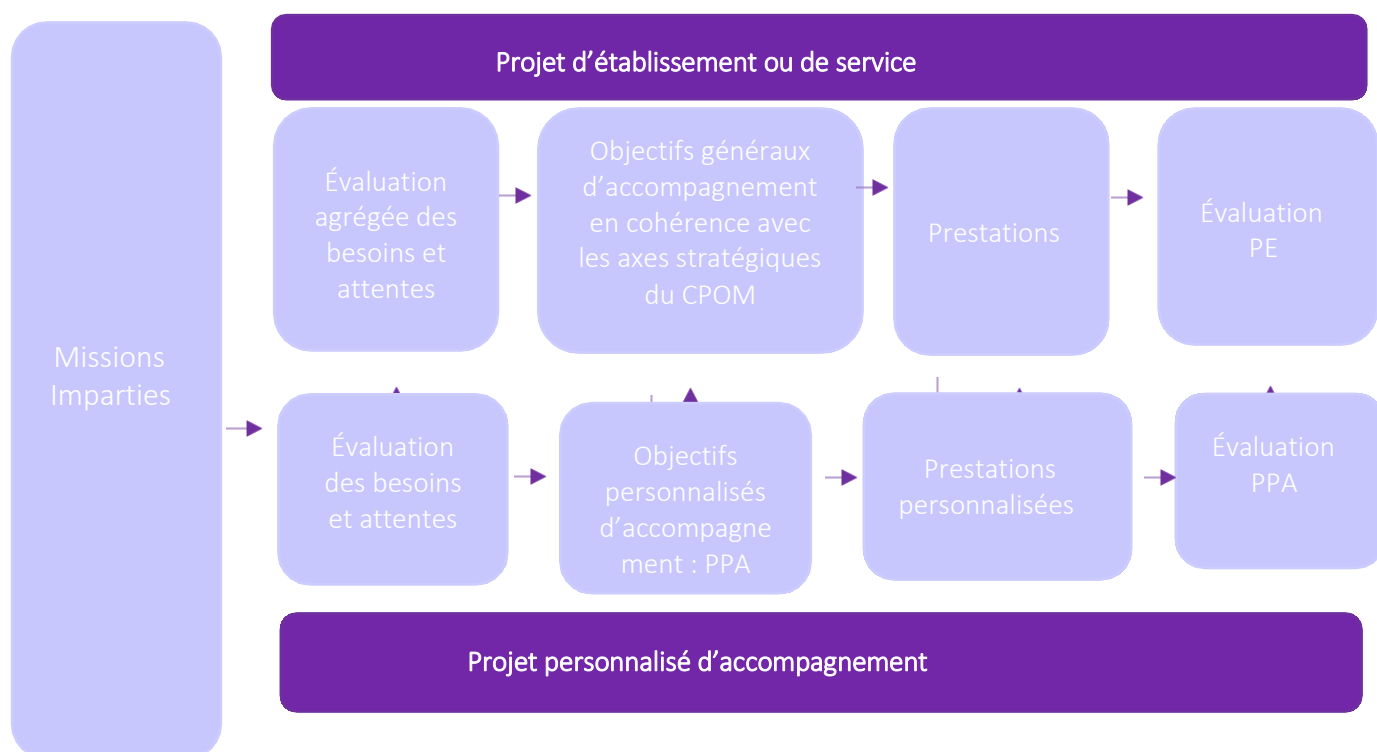 Projet d’établissement ou de service
Missions
Imparties
Évaluation
agrégée des
besoins et
attentes
Objectifs généraux
d’accompagnement
en cohérence avec
les axes stratégiques
du CPOM
Prestations
Évaluation
PE
Évaluation
des besoins
et attentes
Objectifs
personnalisés
d’accompagne
ment : PPA
Prestations
personnalisées
Évaluation
PPA
Projet personnalisé d’accompagnement